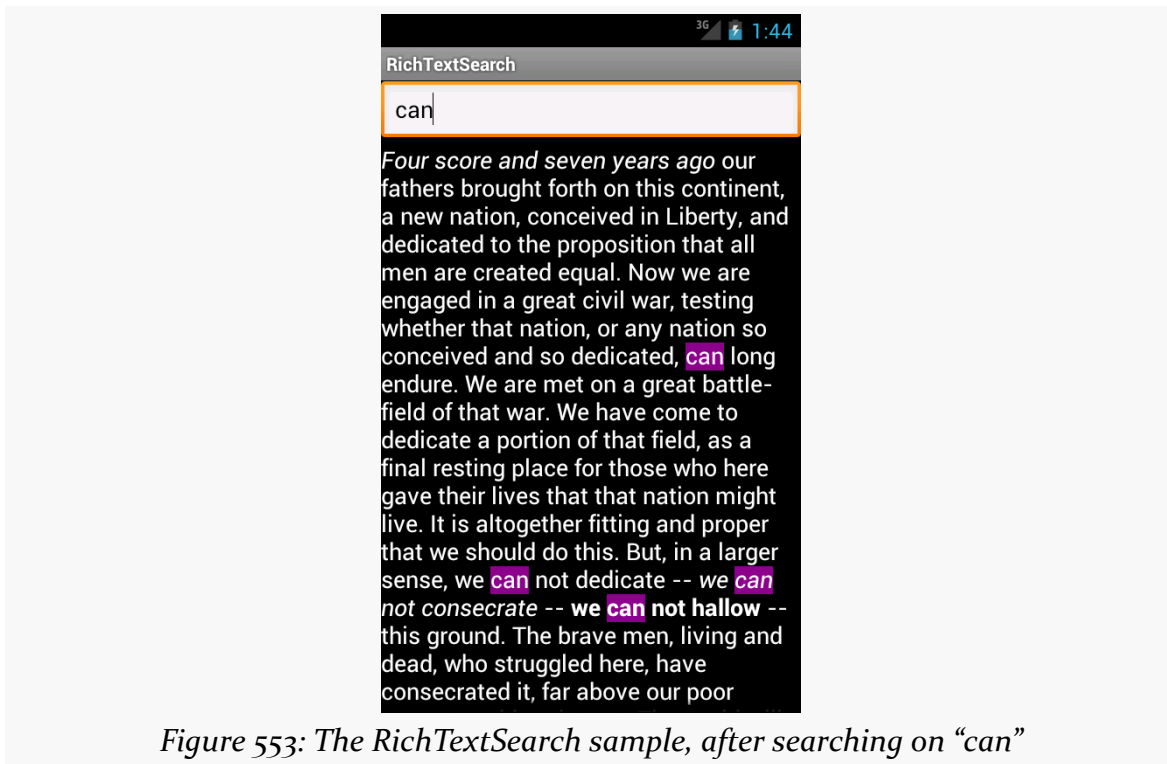 3G 1:44
RichTextSearch
can
Four score and seven years ago our
fathers brought forth on this continent,
a new nation, conceived in Liberty, and
dedicated to the proposition that all
men are created equal. Now we are
engaged in a great civil war, testing
whether that nation, or any nation so
conceived and so dedicated, can long
endure. We are met on a great battle-
field of that war. We have come to
dedicate a portion of that field, as a
final resting place for those who here
gave their lives that that nation might
live. It is altogether fitting and proper
that we should do this. But, in a larger
sense, we can not dedicate -- we can
not consecrate -- we can not hallow --
this ground. The brave men, living and
dead, who struggled here, have
consecrated it, far above our poor
Figure 553: The RichTextSearch sample, after searching on “can”